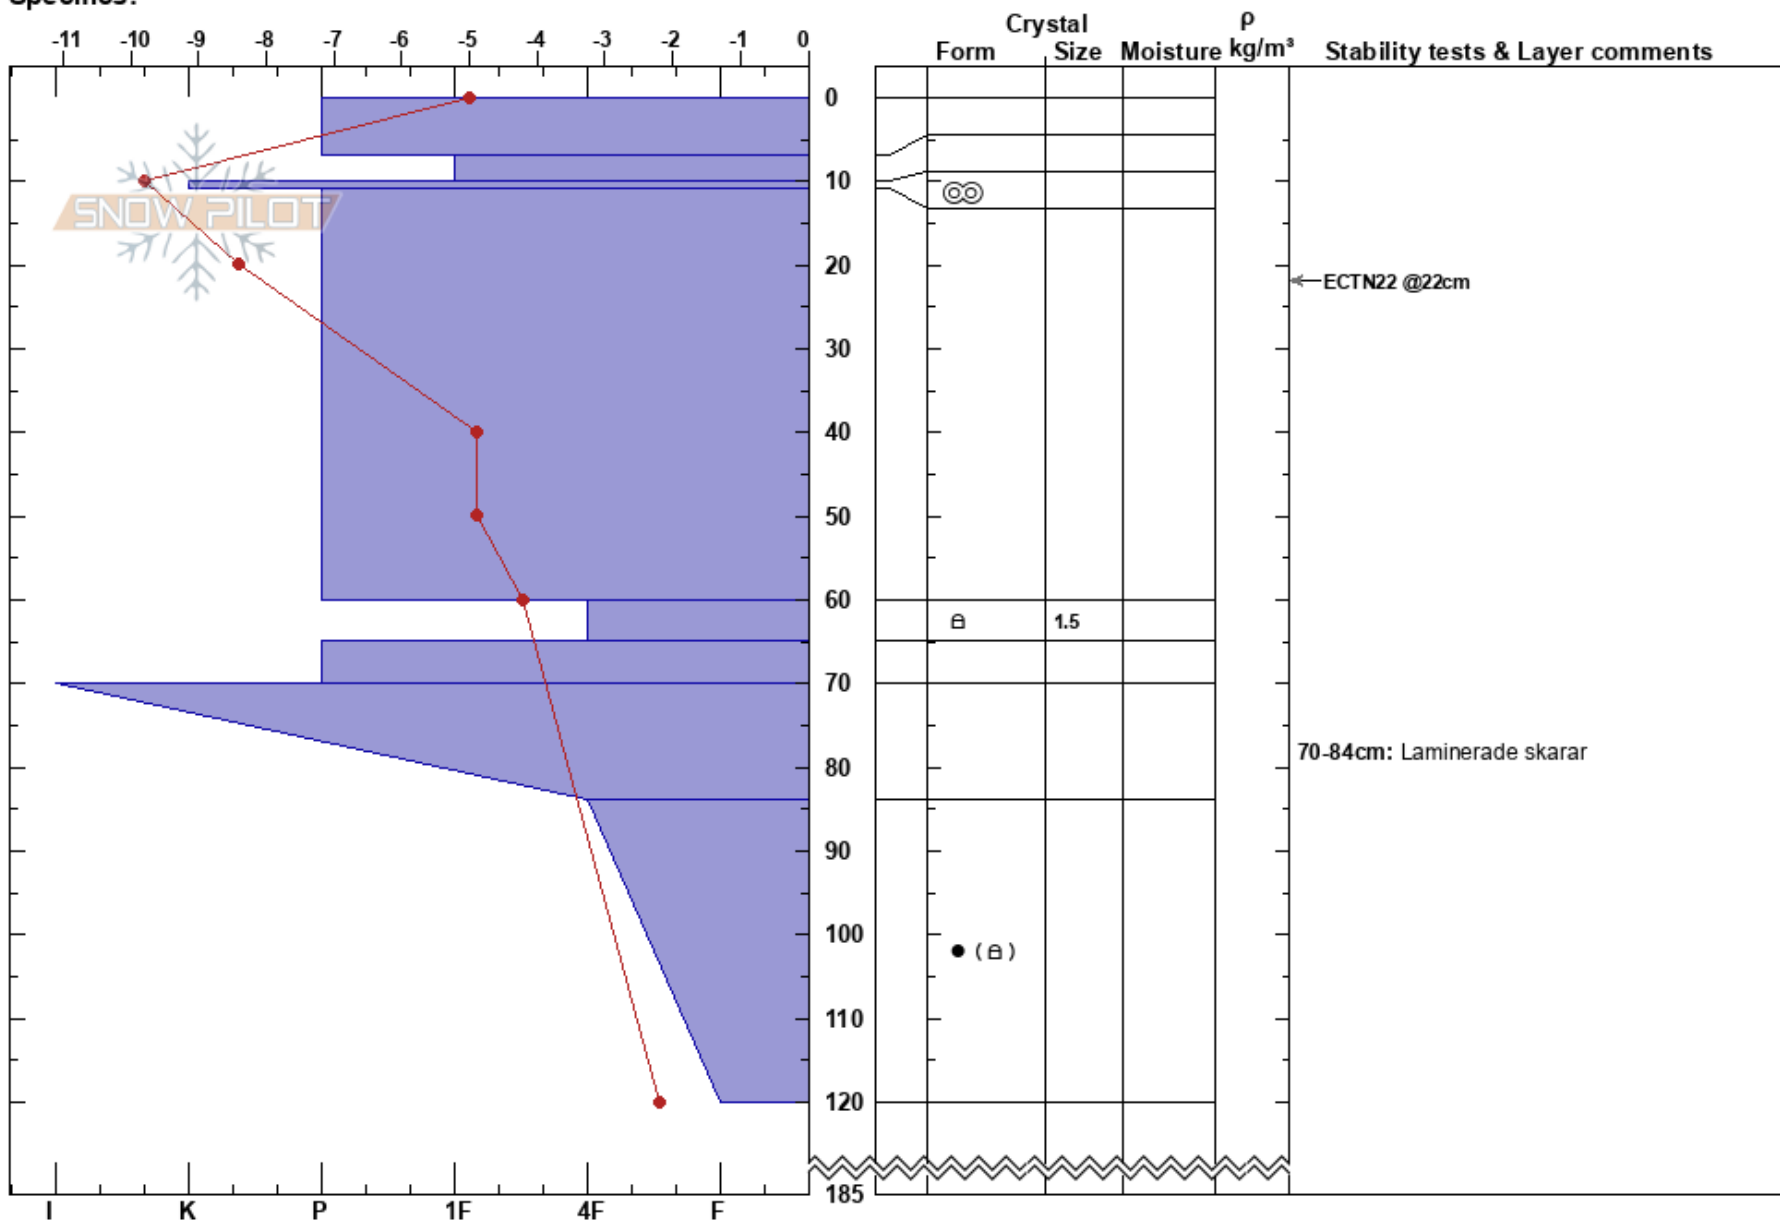 Specifics:
Crystal ρ
-11 -10 -9 -8 -7 -6 -5 -4 -3 -2 -1 0 Form Size Moisture kg/m³ Stability tests & Layer comments
0
10
SNOW PILOT
20
ECTN22 @22cm
30
40
50
60
1.5
70
70-84cm: Laminerade skarar
80
90
100
110
120
185
I K P 1F 4F F